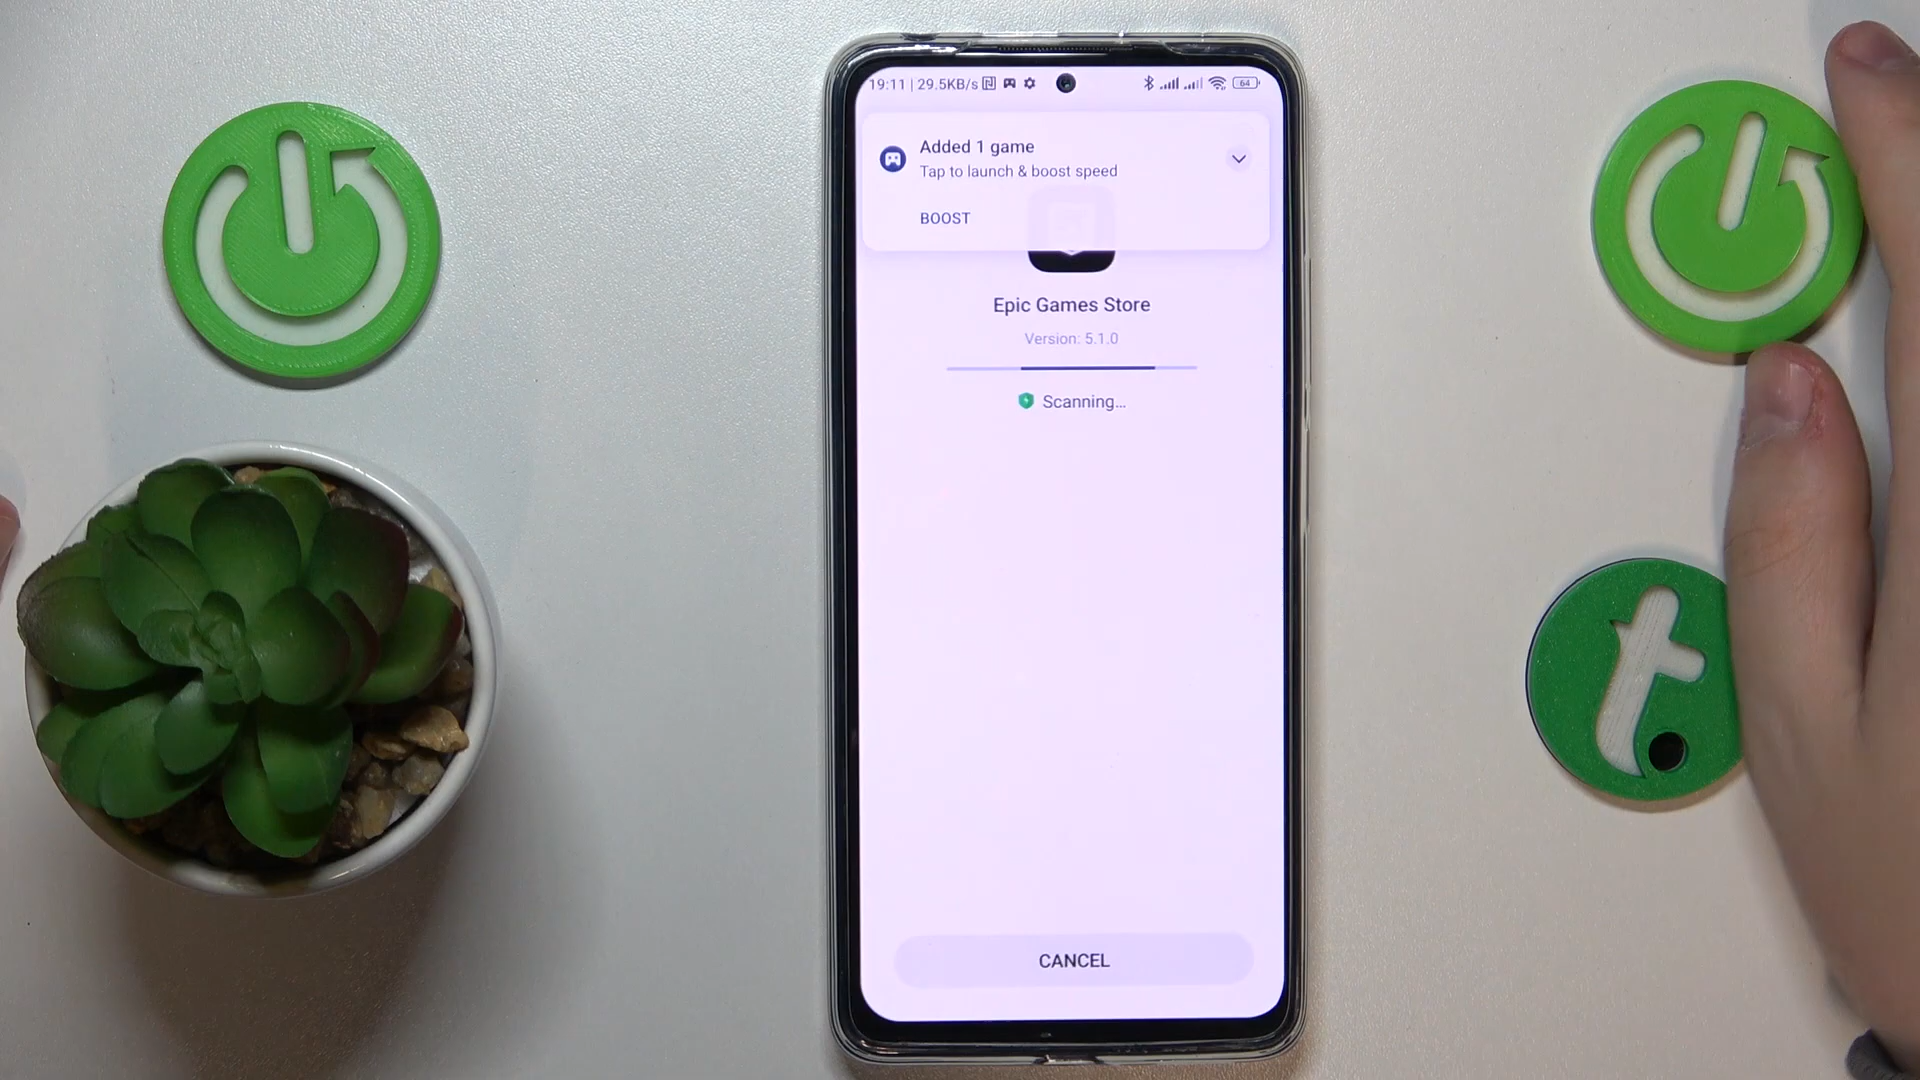 19:11 | 29.5KB/s
64
Added 1 game
Tap to launch & boost speed
BOOST
Epic Games Store
Version: 5.1.0
Scanning...
CANCEL
t